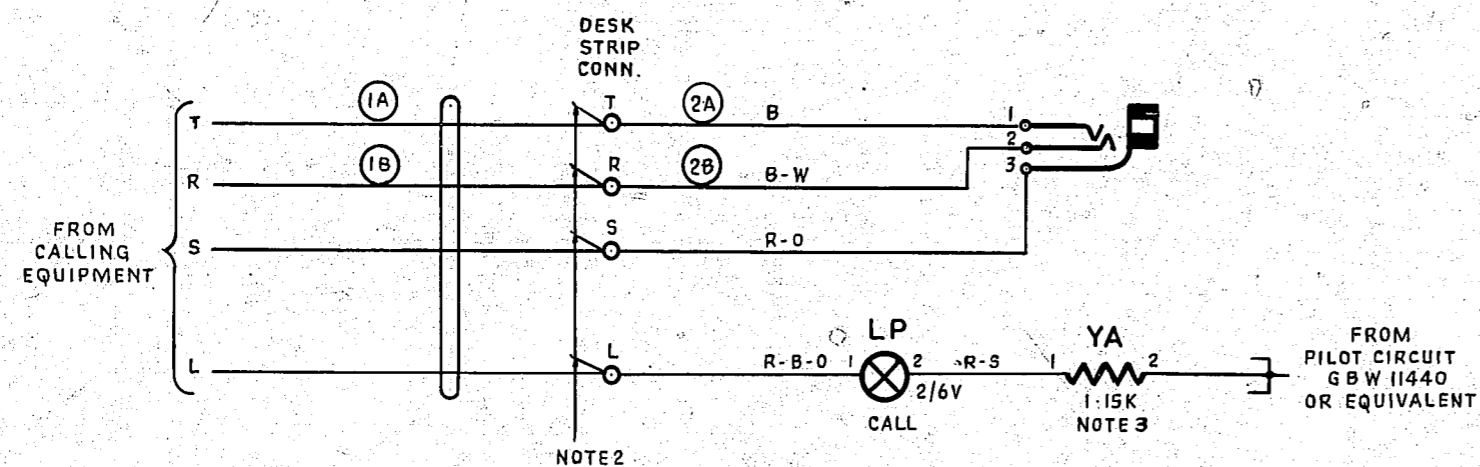 DESK
STRIP
CONN.
1A
T
2A
B
1
T
2
1B
R
2B
B-W
3
R
FROM
CALLING
EQUIPMENT
S
R-O
S
L
L
R-B-O
1
LP
2
R-S
2/6V
CALL
1
YA
2
1·15K
NOTE 3
FROM
PILOT CIRCUIT
GBW 11440
OR EQUIVALENT
NOTE 2